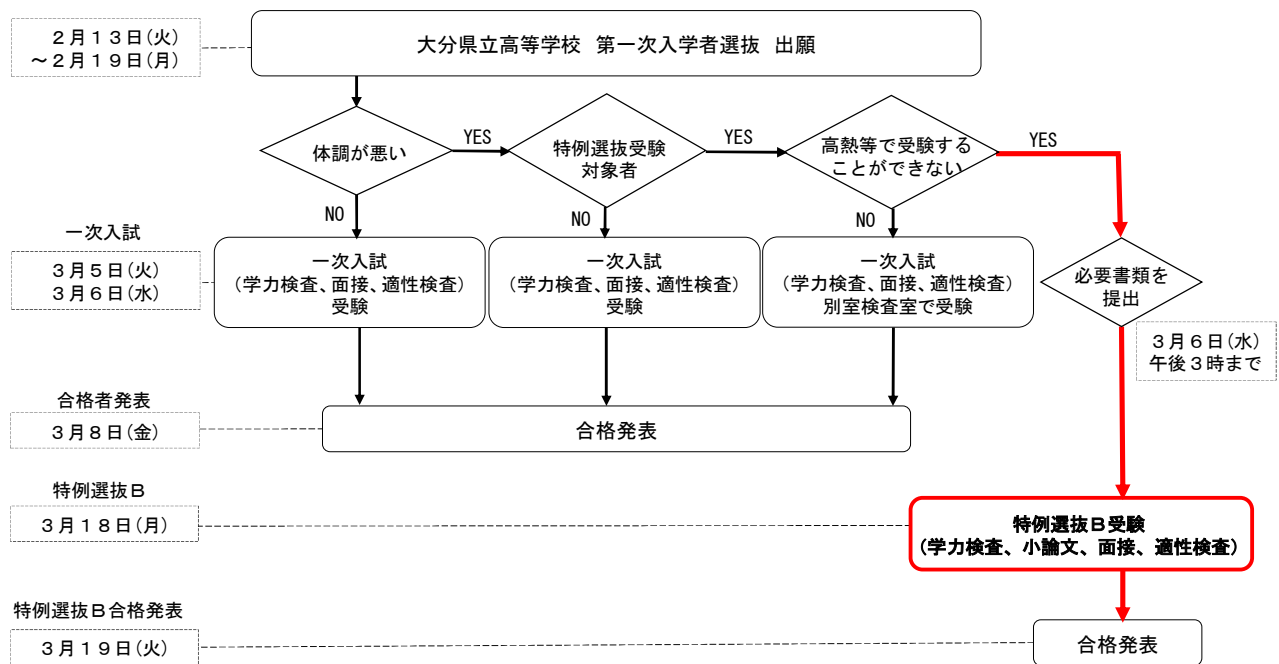 ２月１３日(火)
～２月１９日(月)
大分県立高等学校 第一次入学者選抜 出願
体調が悪い
YES
特例選抜受験
対象者
YES
高熱等で受験する
ことができない
YES
NO
NO
NO
一次入試
３月５日(火)
３月６日(水)
一次入試
(学力検査、面接、適性検査)
受験
一次入試
(学力検査、面接、適性検査)
受験
一次入試
(学力検査、面接、適性検査)
別室検査室で受験
必要書類を
提出
３月６日(水)
午後３時まで
合格者発表
３月８日(金)
合格発表
特例選抜Ｂ
３月１８日(月)
特例選抜Ｂ受験
(学力検査、小論文、面接、適性検査)
特例選抜Ｂ合格発表
３月１９日(火)
合格発表